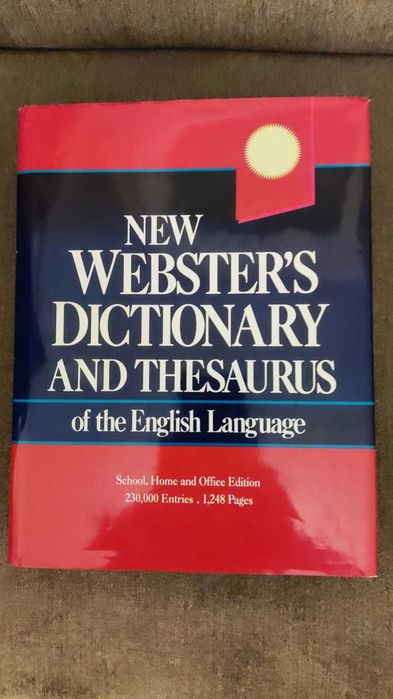 NEW
WEBSTER'S
DICTIONARY
AND THESAURUS
of the English Language
School, Home and Office Edition
230,000 Entries . 1,248 Pages